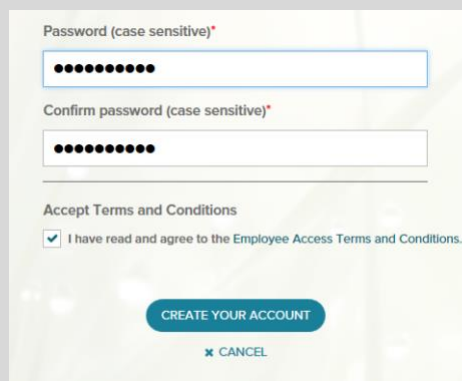 Password (case sensitive)*
●●●●●●●●●●
Confirm password (case sensitive)*
●●●●●●●●●●
Accept Terms and Conditions
I have read and agree to the Employee Access Terms and Conditions.
CREATE YOUR ACCOUNT
✖ CANCEL